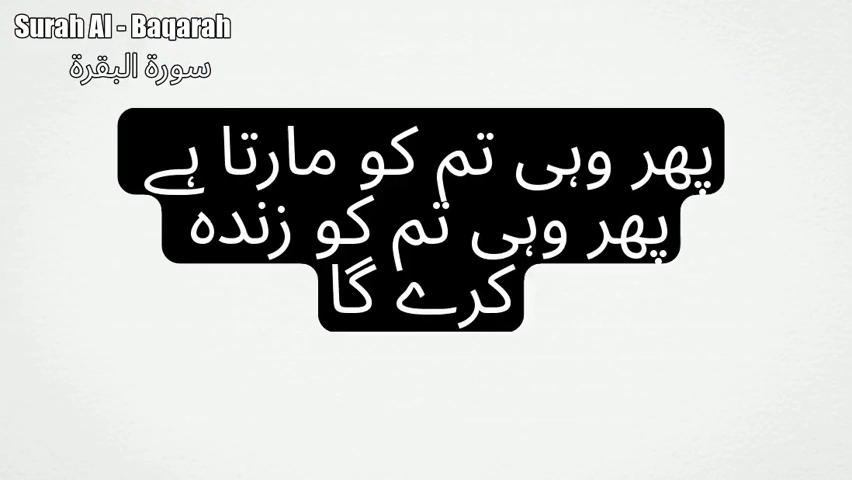 Surah Al - Baqarah
سورة البقرة
پھر وہی تم کو مارتا ہے
پھر وہی تم کو زندہ
کرے گا